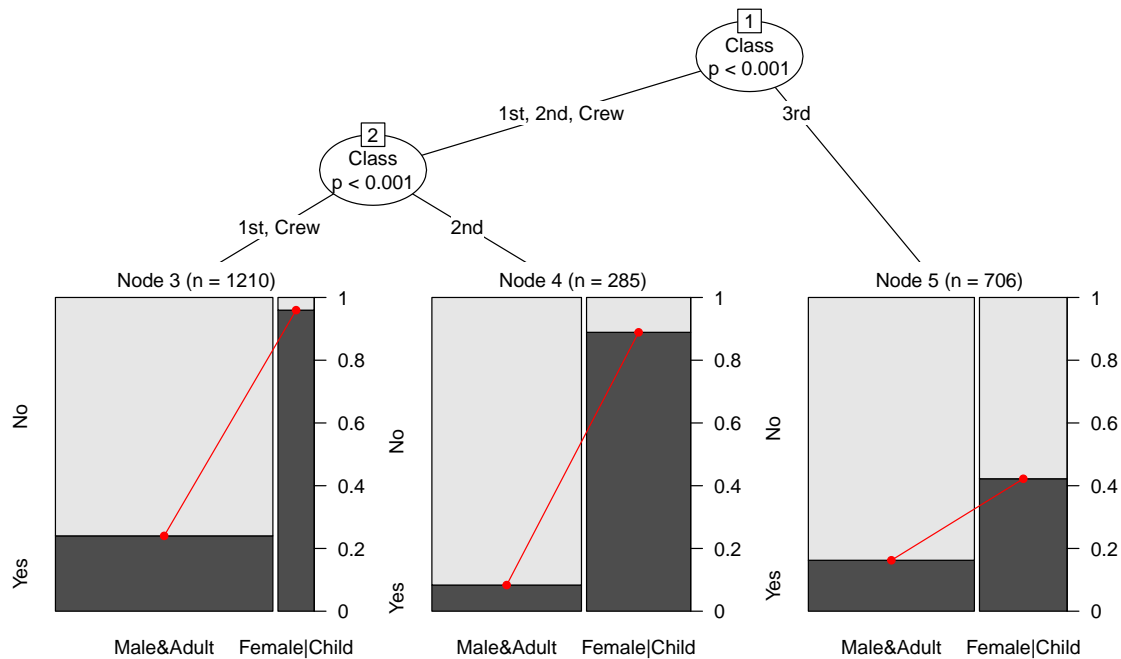 1
Class
p < 0.001
1st, 2nd, Crew
3rd
2
Class
p < 0.001
1st, Crew
2nd
Node 3 (n = 1210)
No
Yes
1
0.8
0.6
0.4
0.2
0
Male&Adult
Female|Child
Node 4 (n = 285)
No
Yes
1
0.8
0.6
0.4
0.2
0
Male&Adult
Female|Child
Node 5 (n = 706)
No
Yes
1
0.8
0.6
0.4
0.2
0
Male&Adult
Female|Child